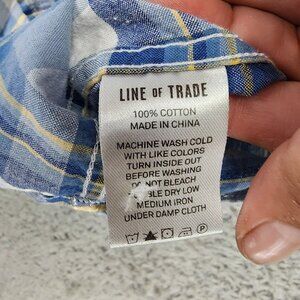 LINE OF TRADE
100% COTTON
MADE IN CHINA
MACHINE WASH COLD
WITH LIKE COLORS
TURN INSIDE OUT
BEFORE WASHING
DO NOT BLEACH
TUMBLE DRY LOW
MEDIUM IRON
UNDER DAMP CLOTH